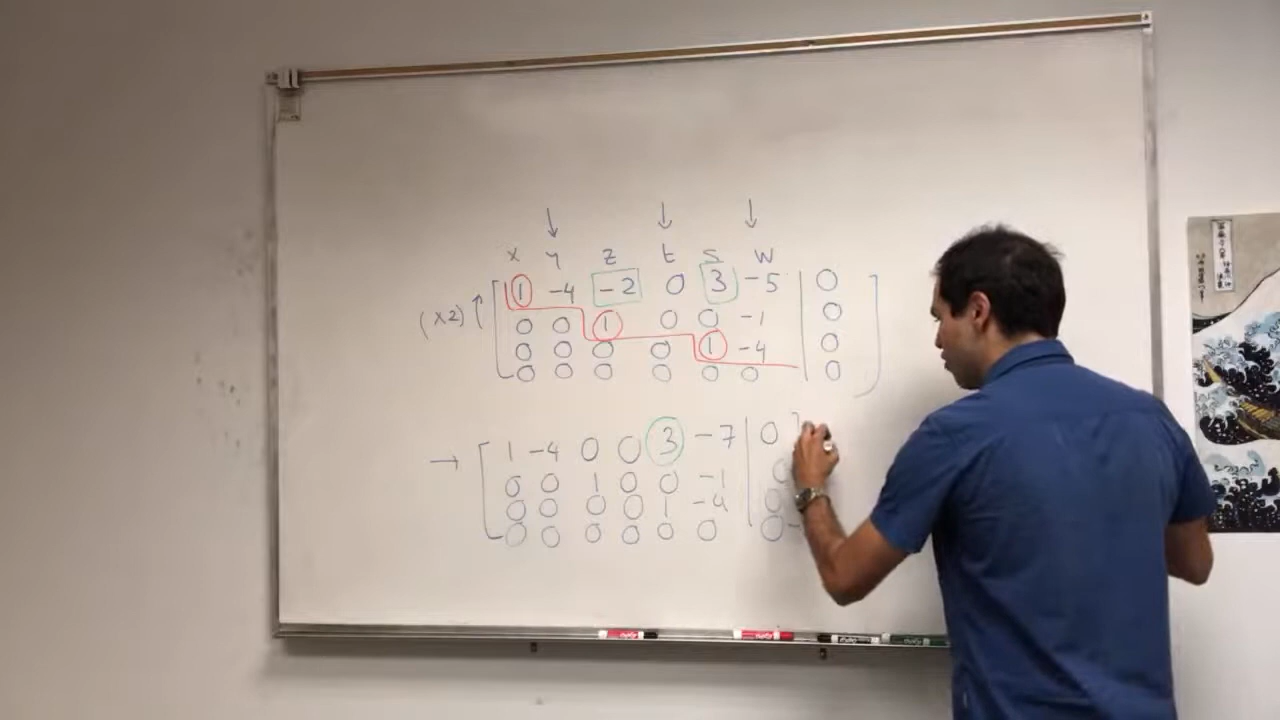 x y z t s w
1 -4 -2 0 3 -5 | 0
(x2) ↑ 0 0 1 0 0 -1 | 0
0 0 0 0 1 -4 | 0
0 0 0 0 0 0 | 0
→ 1 -4 0 0 3 -7 | 0
0 0 1 0 0 -1 | 0
0 0 0 0 1 -4 | 0
0 0 0 0 0 0 | 0